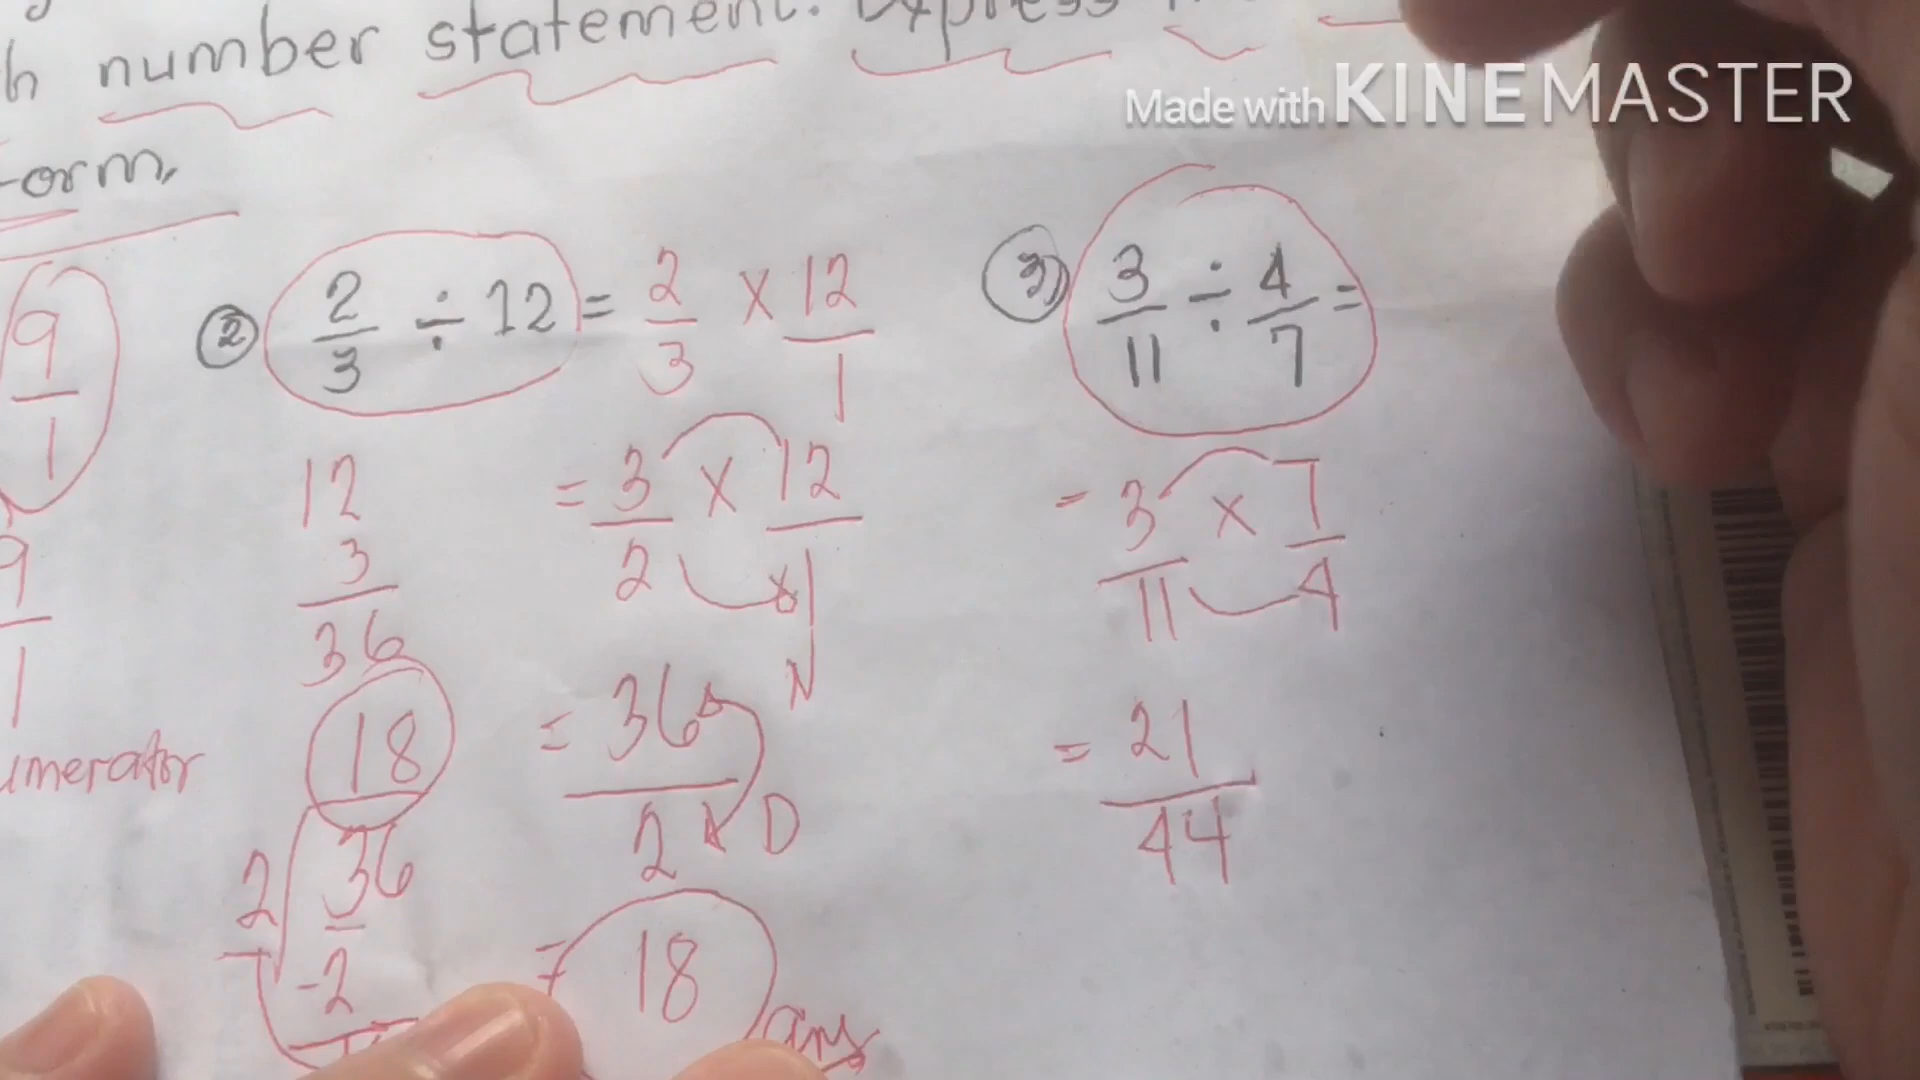 number statement. Express
form.
Made with KINEMASTER
9/1
② 2/3 ÷ 12 = 2/3 x 12/1
= 3/2 x 12/1
12
3
36
N
= 36/2
D
18
2 36
-2
= 18 ans
9/1
umerator
3) 3/11 ÷ 4/7 =
= 3/11 x 7/4
= 21/44